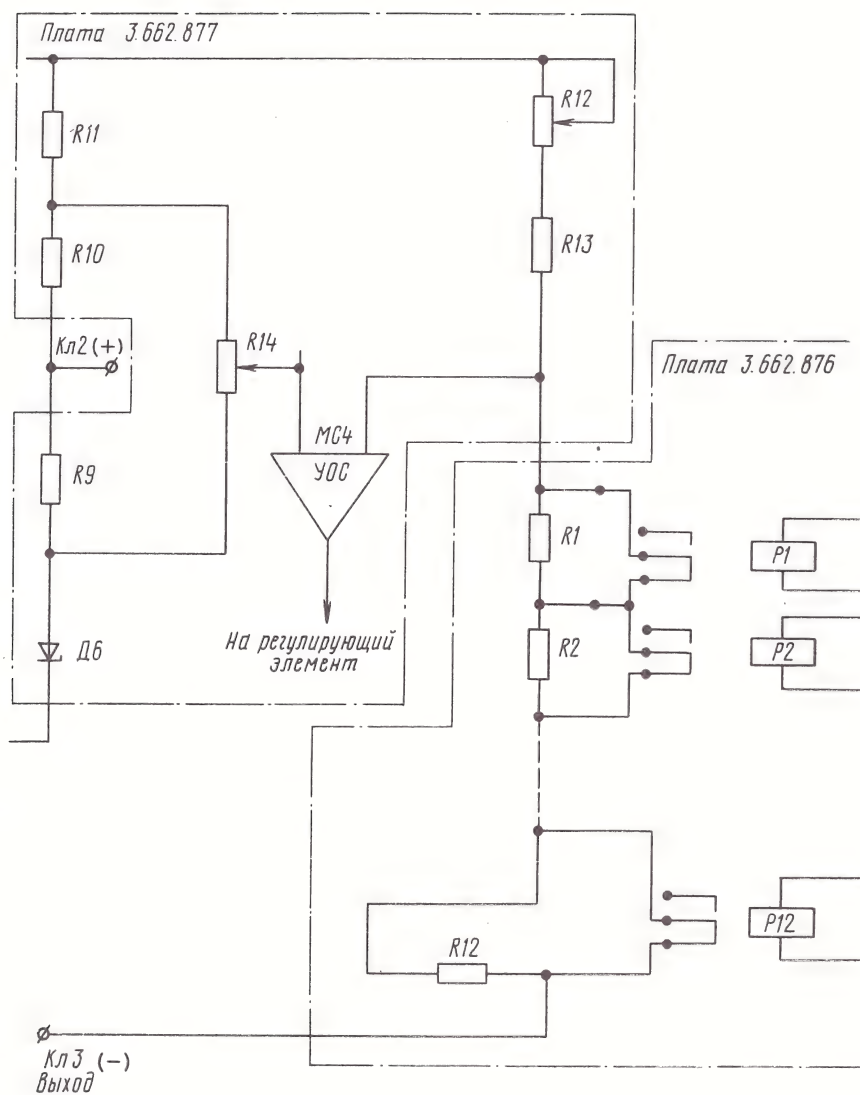 Плата 3.662.877
R12
R11
R13
R10
Кл2 (+)
R14
Плата 3.662.876
МС4
УОС
R9
R1
P1
На регулирующий
элемент
R2
P2
Д6
R12
P12
Кл3 (−)
Выход